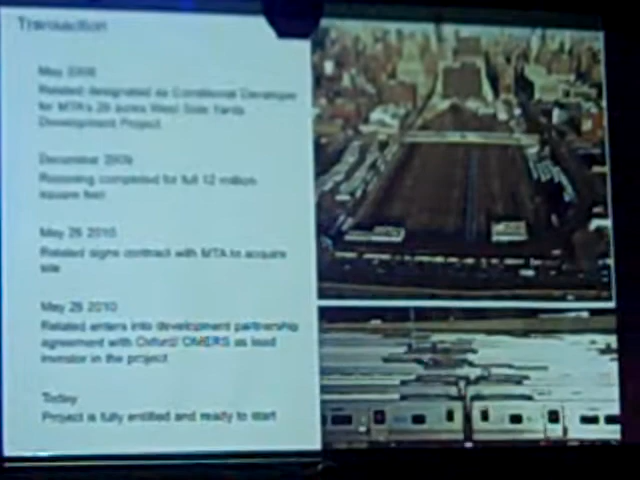 Transaction
May 2008
Related designated as Conditional Developer
for MTA's 26 acres West Side Yards
Development Project
December 2009
Rezoning completed for full 12 million
square feet
May 26 2010
Related signs contract with MTA to acquire
site
May 26 2010
Related enters into development partnership
agreement with Oxford/ OMERS as lead
investor in the project
Today
Project is fully entitled and ready to start